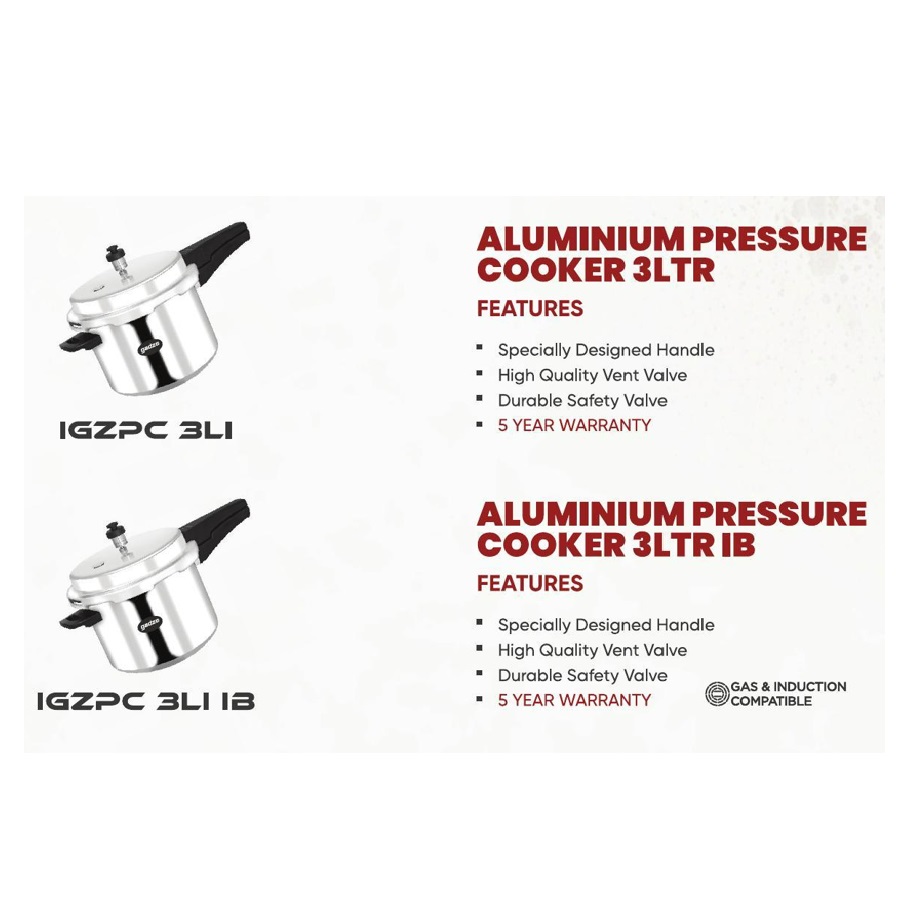 ALUMINIUM PRESSURE
COOKER 3LTR
FEATURES
▪ Specially Designed Handle
▪ High Quality Vent Valve
▪ Durable Safety Valve
▪ 5 YEAR WARRANTY
gadzo
IGZPC 3LI
ALUMINIUM PRESSURE
COOKER 3LTR IB
FEATURES
▪ Specially Designed Handle
▪ High Quality Vent Valve
▪ Durable Safety Valve
▪ 5 YEAR WARRANTY
GAS & INDUCTION
COMPATIBLE
gadzo
IGZPC 3LI IB